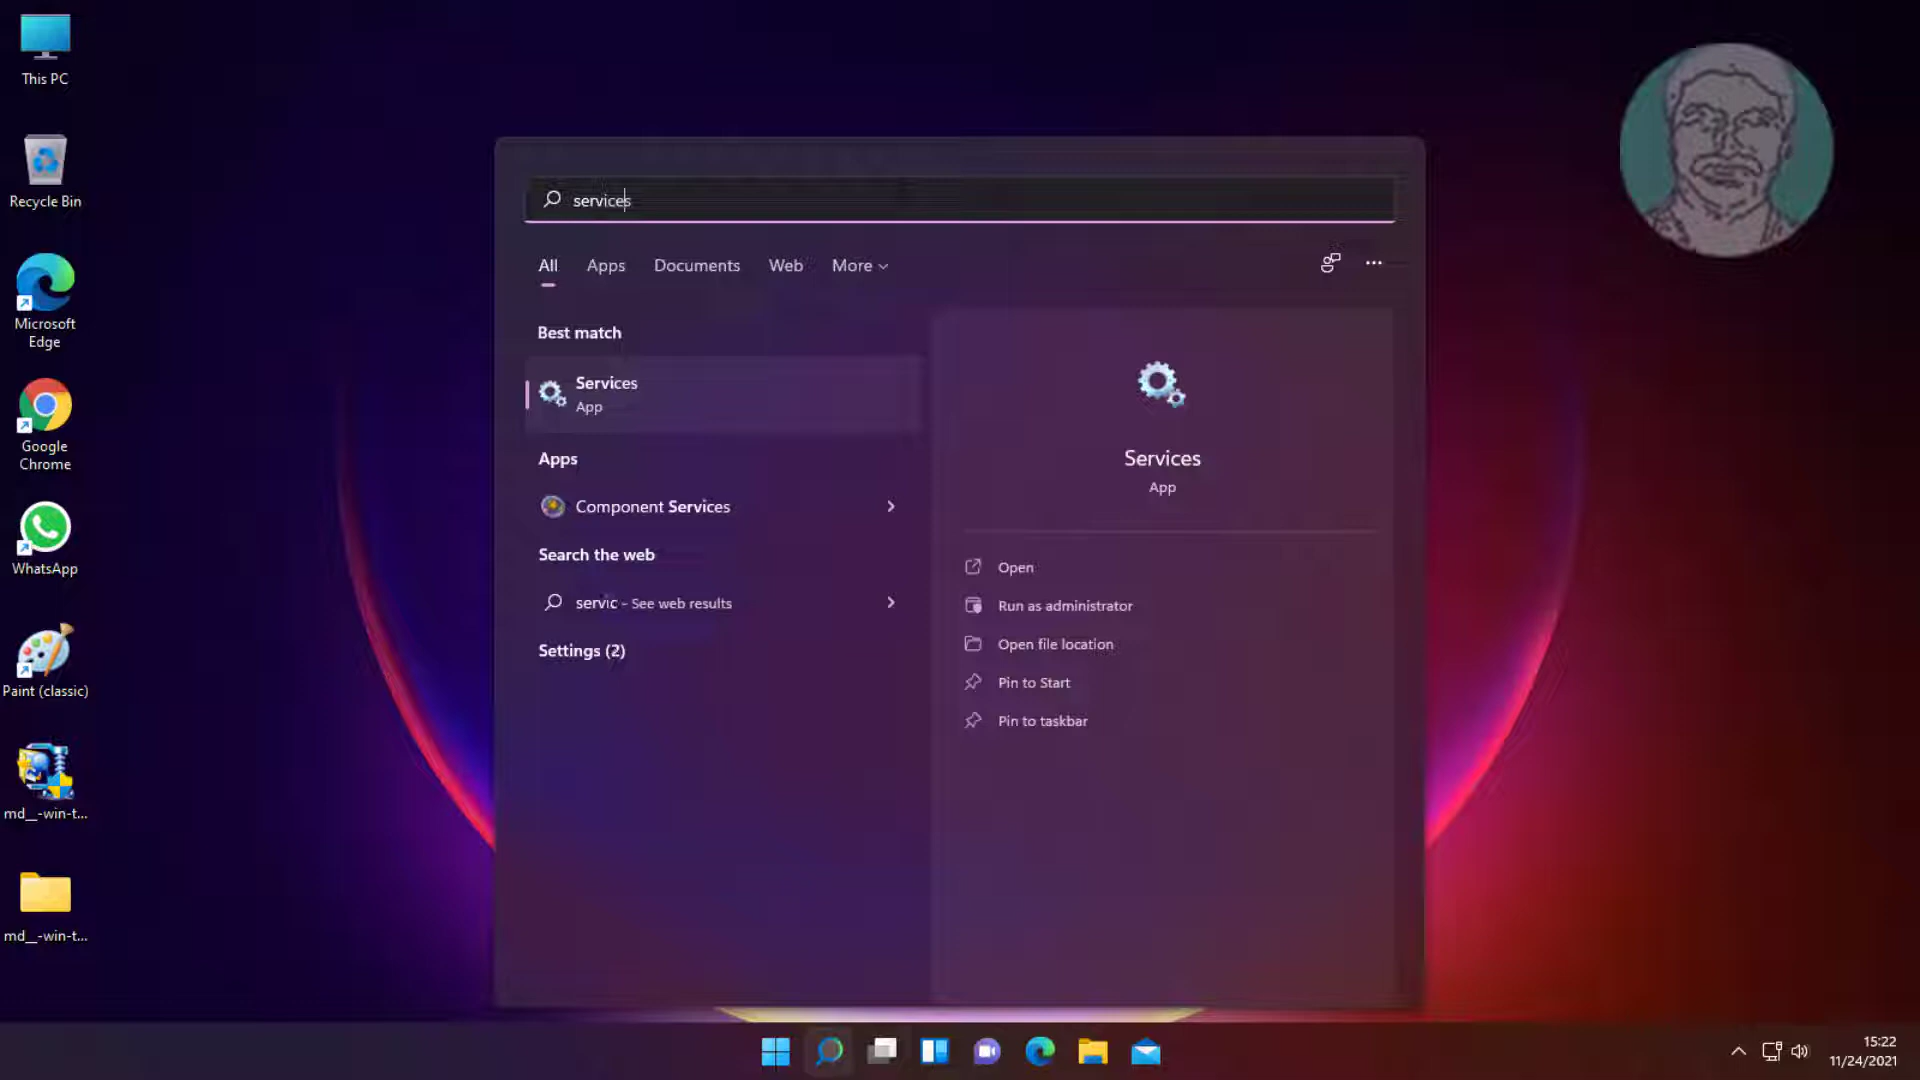 This PC
Recycle Bin
Microsoft
Edge
Google
Chrome
WhatsApp
Paint (classic)
md__-win-t...
md__-win-t...
services
All
Apps
Documents
Web
More
Best match
Services
App
Apps
Component Services
Search the web
servic - See web results
Settings (2)
Services
App
Open
Run as administrator
Open file location
Pin to Start
Pin to taskbar
15:22
11/24/2021